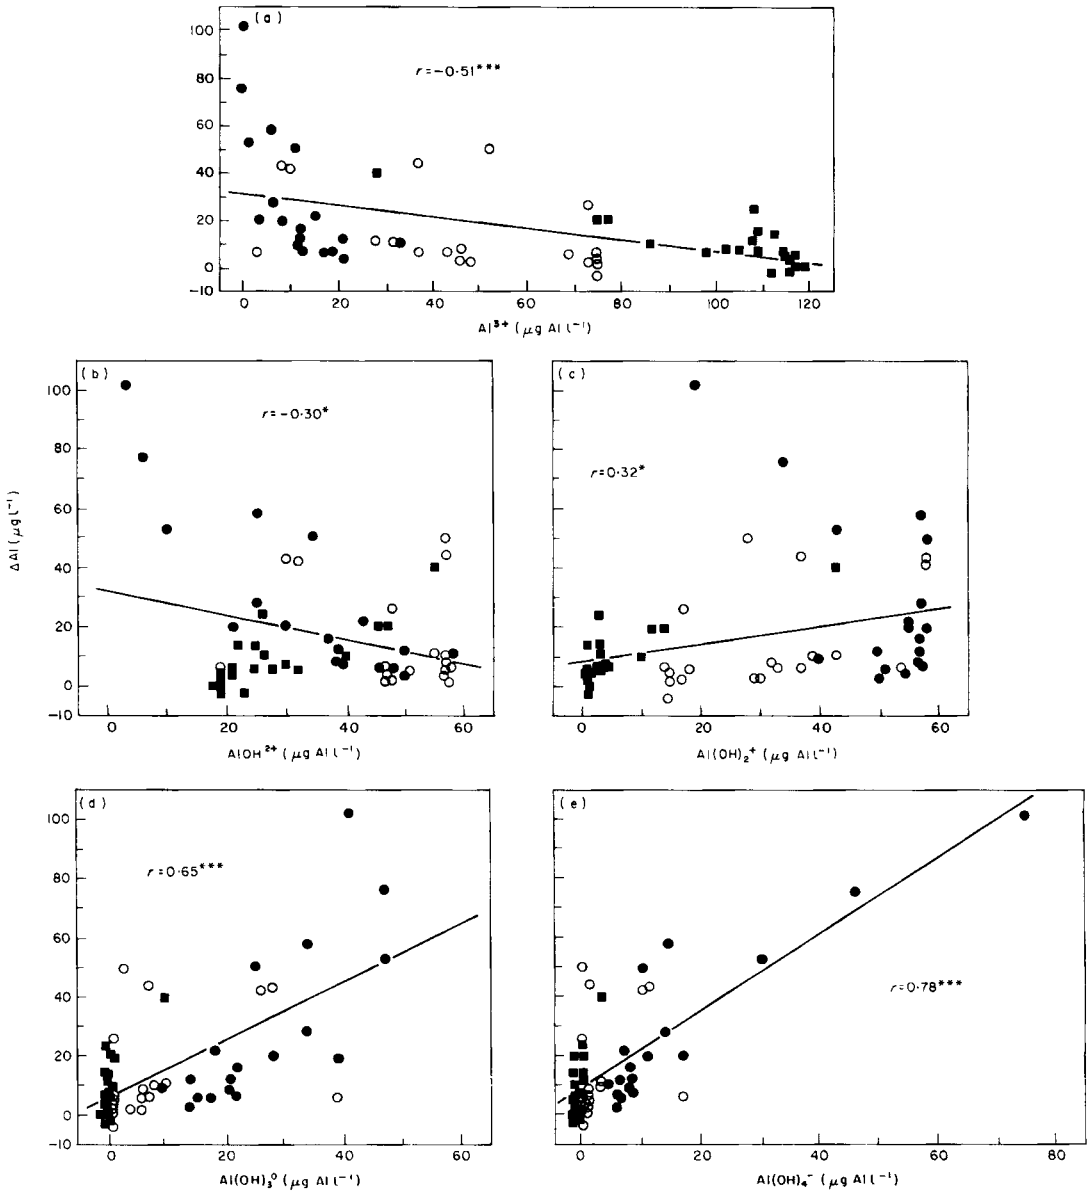 (a)
100
80
60
40
20
0
-10
r=-0·51***
0 20 40 60 80 100 120
Al³⁺ (μg Al l⁻¹)
ΔAl (μg l⁻¹)
(b)
100
80
60
40
20
0
-10
r=-0·30*
0 20 40 60
AlOH²⁺ (μg Al l⁻¹)
(c)
r=0·32*
0 20 40 60
Al(OH)₂⁺ (μg Al l⁻¹)
(d)
100
80
60
40
20
0
-10
r=0·65***
0 20 40 60
Al(OH)₃⁰ (μg Al l⁻¹)
(e)
r=0·78***
0 20 40 60 80
Al(OH)₄⁻ (μg Al l⁻¹)